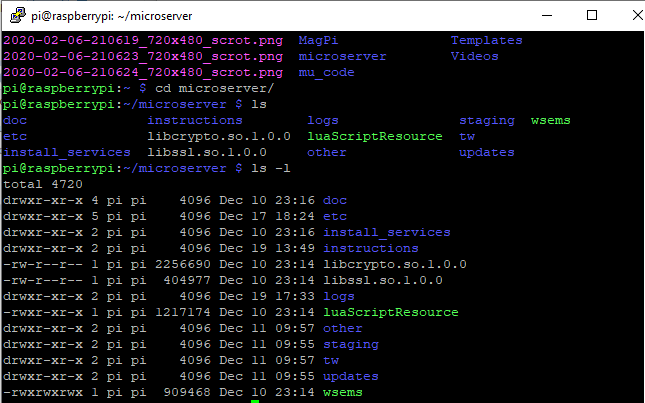 pi@raspberrypi: ~/microserver
2020-02-06-210619_720x480_scrot.png  MagPi              Templates
2020-02-06-210623_720x480_scrot.png  microserver        Videos
2020-02-06-210624_720x480_scrot.png  mu_code
pi@raspberrypi:~ $ cd microserver/
pi@raspberrypi:~/microserver $ ls
doc               instructions        logs               staging  wsems
etc               libcrypto.so.1.0.0  luaScriptResource  tw
install_services  libssl.so.1.0.0     other              updates
pi@raspberrypi:~/microserver $ ls -l
total 4720
drwxr-xr-x 4 pi pi    4096 Dec 10 23:16 doc
drwxr-xr-x 5 pi pi    4096 Dec 17 18:24 etc
drwxr-xr-x 2 pi pi    4096 Dec 10 23:16 install_services
drwxr-xr-x 2 pi pi    4096 Dec 19 13:49 instructions
-rw-r--r-- 1 pi pi 2256690 Dec 10 23:14 libcrypto.so.1.0.0
-rw-r--r-- 1 pi pi  404977 Dec 10 23:14 libssl.so.1.0.0
drwxr-xr-x 2 pi pi    4096 Dec 19 17:33 logs
-rwxr-xr-x 1 pi pi 1217174 Dec 10 23:14 luaScriptResource
drwxr-xr-x 2 pi pi    4096 Dec 11 09:57 other
drwxr-xr-x 2 pi pi    4096 Dec 11 09:55 staging
drwxr-xr-x 2 pi pi    4096 Dec 11 09:57 tw
drwxr-xr-x 2 pi pi    4096 Dec 11 09:55 updates
-rwxrwxrwx 1 pi pi  909468 Dec 10 23:14 wsems